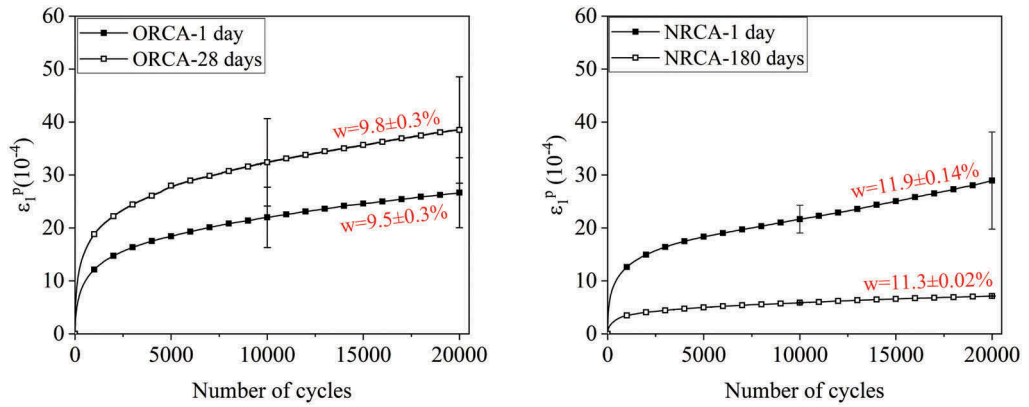 60
50
40
30
20
10
0
ε₁ᵖ(10⁻⁴)
ORCA-1 day
ORCA-28 days
w=9.8±0.3%
w=9.5±0.3%
0 5000 10000 15000 20000
Number of cycles
60
50
40
30
20
10
0
ε₁ᵖ (10⁻⁴)
NRCA-1 day
NRCA-180 days
w=11.9±0.14%
w=11.3±0.02%
0 5000 10000 15000 20000
Number of cycles